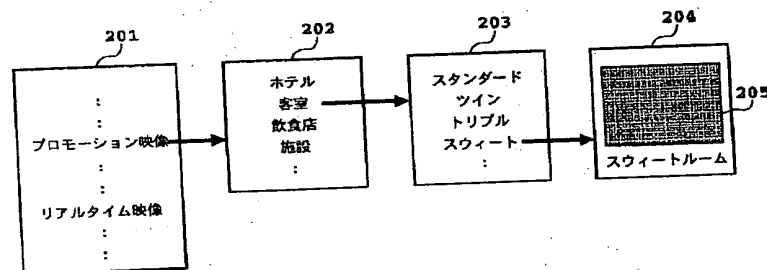 201
202
203
204
205
:
:
プロモーション映像
:
:
リアルタイム映像
:
:
ホテル
客室
飲食店
施設
:
スタンダード
ツイン
トリプル
スウィート
:
スウィートルーム